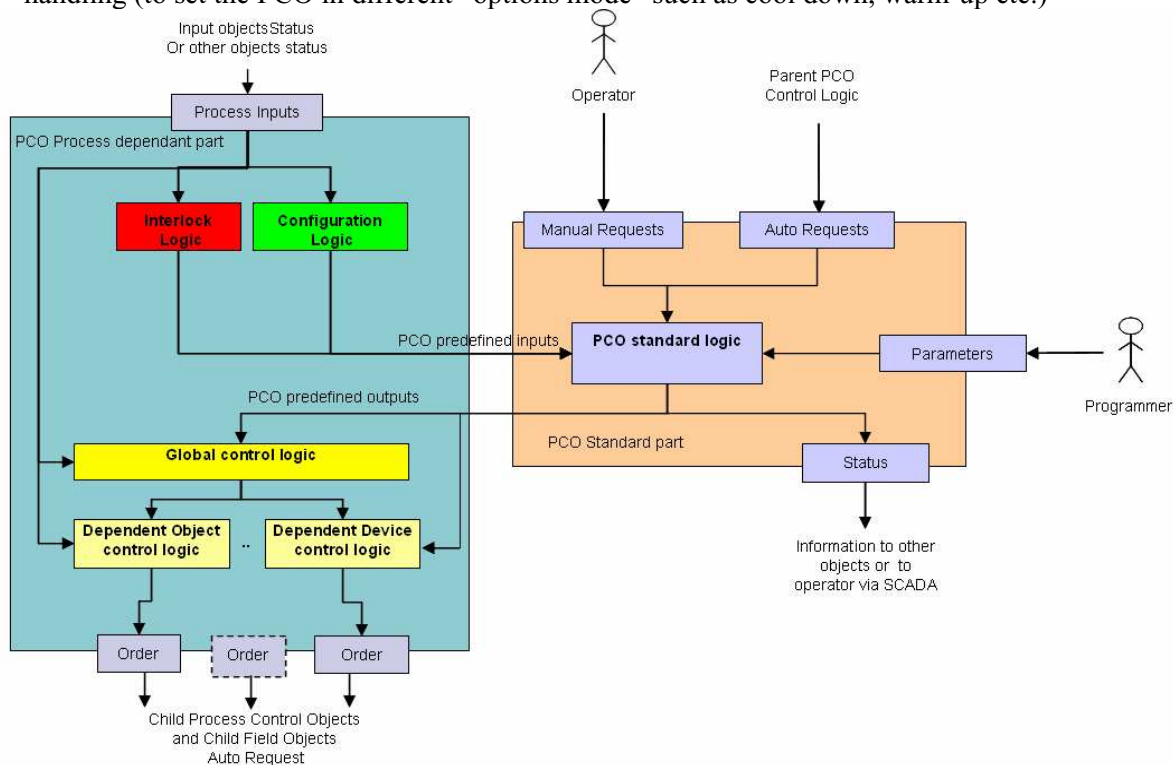 handling (to set the PCO in different "options mode" such as cool down, warm-up etc.)
Input objectsStatus
Or other objects status
Operator
Parent PCO
Control Logic
Process Inputs
PCO Process dependant part
Interlock
Logic
Configuration
Logic
Manual Requests
Auto Requests
PCO predefined inputs
PCO standard logic
Parameters
Programmer
PCO predefined outputs
PCO Standard part
Global control logic
Status
Dependent Object
control logic
..
Dependent Device
control logic
Information to other
objects or to
operator via SCADA
Order
Order
Order
Child Process Control Objects
and Child Field Objects
Auto Request